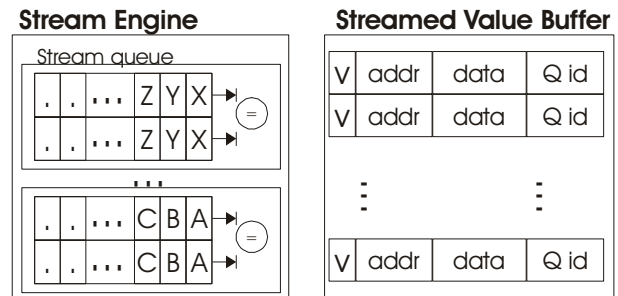 Stream Engine
Stream queue
. . ... Z Y X
=
. . ... Z Y X
...
. . ... C B A
=
. . ... C B A
Streamed Value Buffer
V addr data Q id
V addr data Q id
⋮ ⋮
V addr data Q id